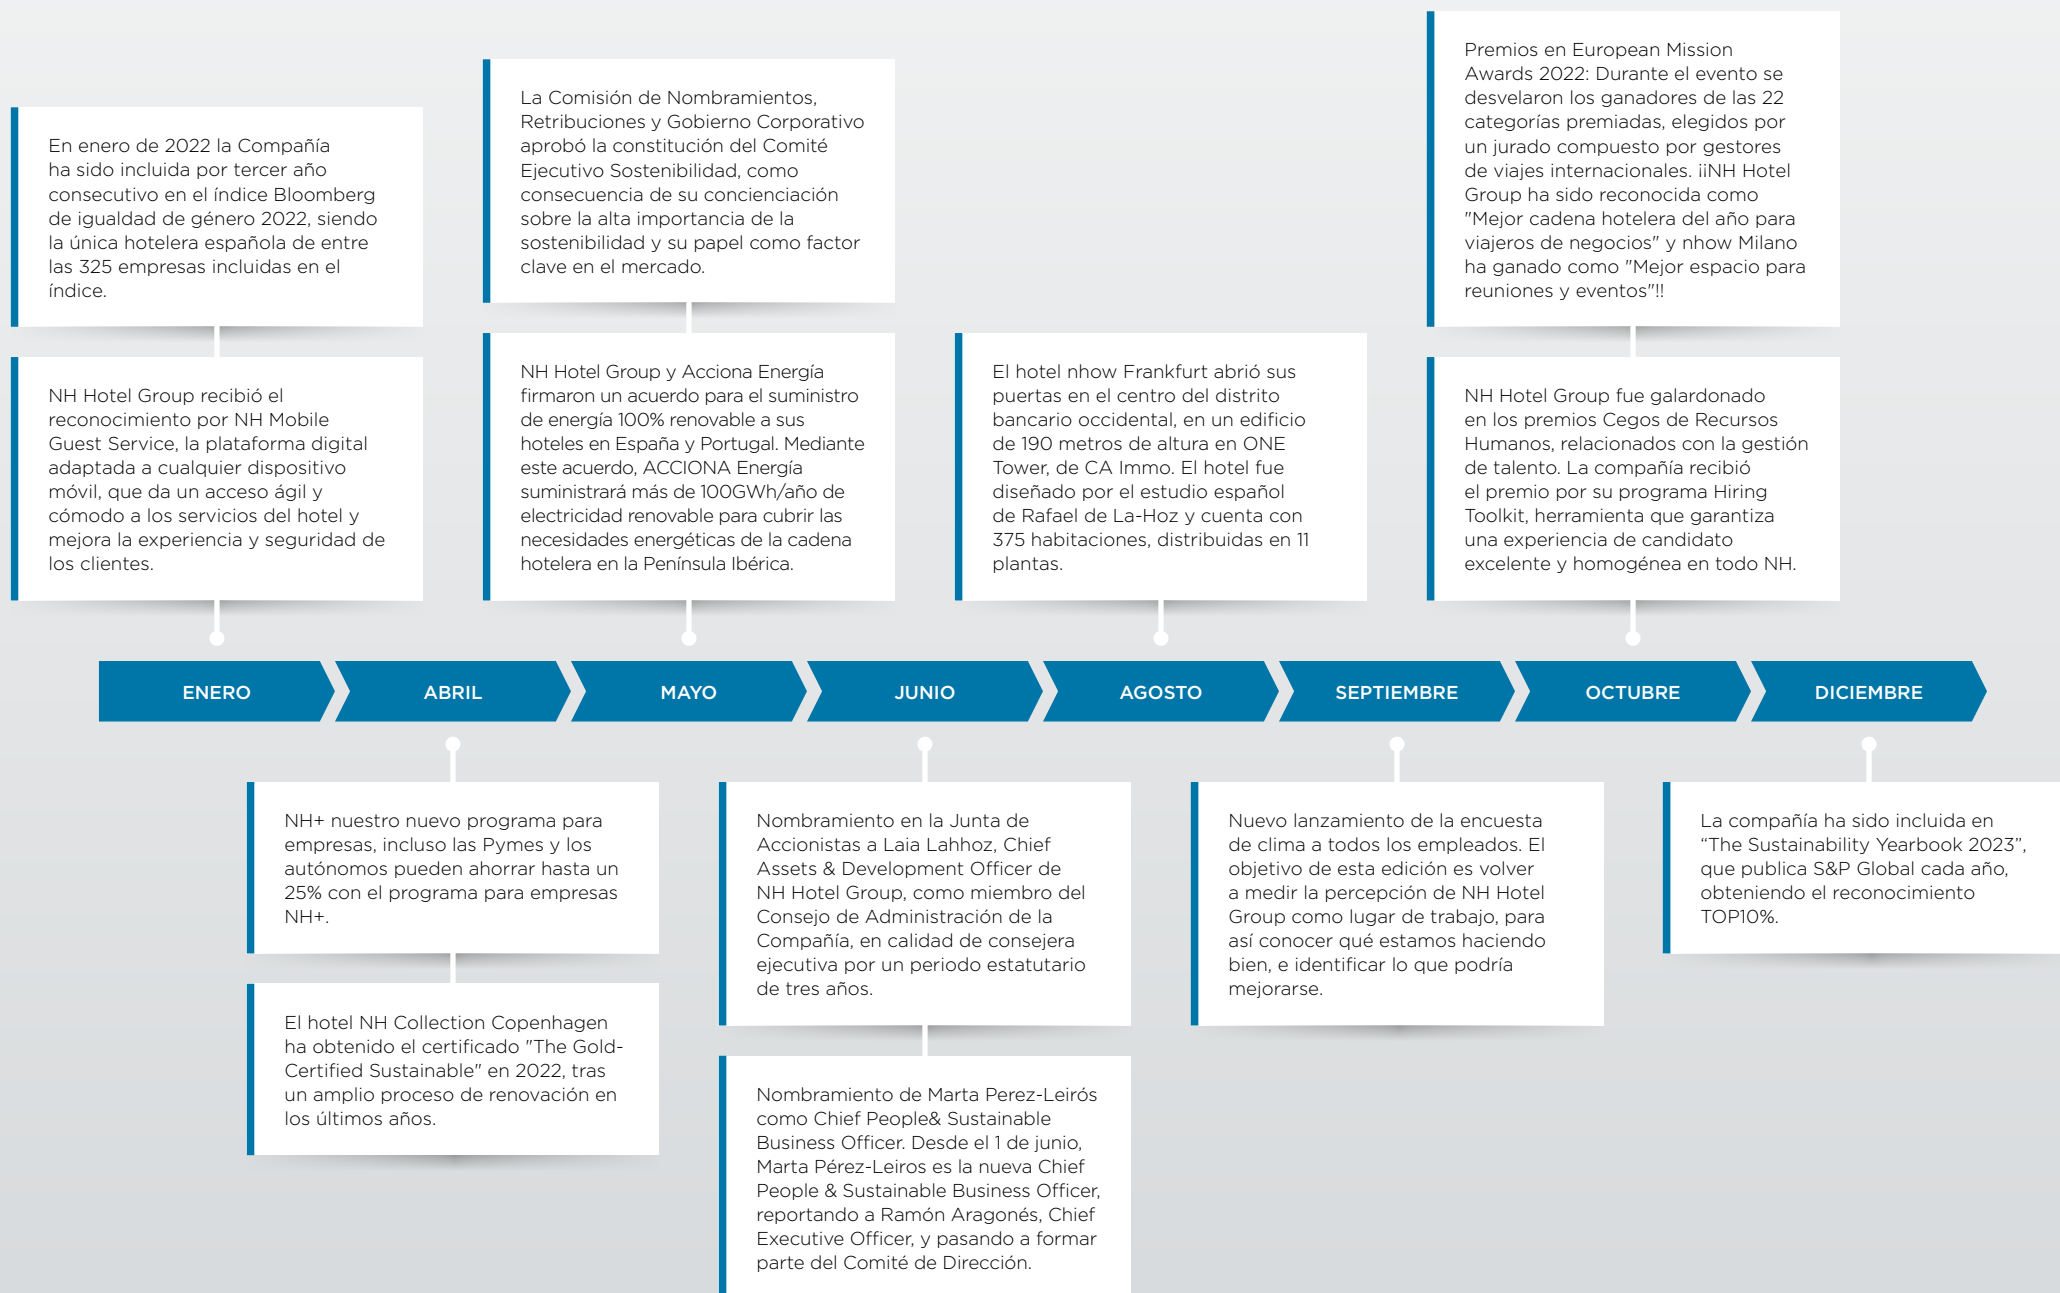 En enero de 2022 la Compañía
ha sido incluida por tercer año
consecutivo en el índice Bloomberg
de igualdad de género 2022, siendo
la única hotelera española de entre
las 325 empresas incluidas en el
índice.
NH Hotel Group recibió el
reconocimiento por NH Mobile
Guest Service, la plataforma digital
adaptada a cualquier dispositivo
móvil, que da un acceso ágil y
cómodo a los servicios del hotel y
mejora la experiencia y seguridad de
los clientes.
La Comisión de Nombramientos,
Retribuciones y Gobierno Corporativo
aprobó la constitución del Comité
Ejecutivo Sostenibilidad, como
consecuencia de su concienciación
sobre la alta importancia de la
sostenibilidad y su papel como factor
clave en el mercado.
NH Hotel Group y Acciona Energía
firmaron un acuerdo para el suministro
de energía 100% renovable a sus
hoteles en España y Portugal. Mediante
este acuerdo, ACCIONA Energía
suministrará más de 100GWh/año de
electricidad renovable para cubrir las
necesidades energéticas de la cadena
hotelera en la Península Ibérica.
El hotel nhow Frankfurt abrió sus
puertas en el centro del distrito
bancario occidental, en un edificio
de 190 metros de altura en ONE
Tower, de CA Immo. El hotel fue
diseñado por el estudio español
de Rafael de La-Hoz y cuenta con
375 habitaciones, distribuidas en 11
plantas.
Premios en European Mission
Awards 2022: Durante el evento se
desvelaron los ganadores de las 22
categorías premiadas, elegidos por
un jurado compuesto por gestores
de viajes internacionales. ¡¡NH Hotel
Group ha sido reconocida como
"Mejor cadena hotelera del año para
viajeros de negocios" y nhow Milano
ha ganado como "Mejor espacio para
reuniones y eventos"!!
NH Hotel Group fue galardonado
en los premios Cegos de Recursos
Humanos, relacionados con la gestión
de talento. La compañía recibió
el premio por su programa Hiring
Toolkit, herramienta que garantiza
una experiencia de candidato
excelente y homogénea en todo NH.
ENERO
ABRIL
MAYO
JUNIO
AGOSTO
SEPTIEMBRE
OCTUBRE
DICIEMBRE
NH+ nuestro nuevo programa para
empresas, incluso las Pymes y los
autónomos pueden ahorrar hasta un
25% con el programa para empresas
NH+.
El hotel NH Collection Copenhagen
ha obtenido el certificado "The Gold-
Certified Sustainable" en 2022, tras
un amplio proceso de renovación en
los últimos años.
Nombramiento en la Junta de
Accionistas a Laia Lahhoz, Chief
Assets & Development Officer de
NH Hotel Group, como miembro del
Consejo de Administración de la
Compañía, en calidad de consejera
ejecutiva por un periodo estatutario
de tres años.
Nombramiento de Marta Perez-Leirós
como Chief People& Sustainable
Business Officer. Desde el 1 de junio,
Marta Pérez-Leiros es la nueva Chief
People & Sustainable Business Officer,
reportando a Ramón Aragonés, Chief
Executive Officer, y pasando a formar
parte del Comité de Dirección.
Nuevo lanzamiento de la encuesta
de clima a todos los empleados. El
objetivo de esta edición es volver
a medir la percepción de NH Hotel
Group como lugar de trabajo, para
así conocer qué estamos haciendo
bien, e identificar lo que podría
mejorarse.
La compañía ha sido incluida en
“The Sustainability Yearbook 2023”,
que publica S&P Global cada año,
obteniendo el reconocimiento
TOP10%.